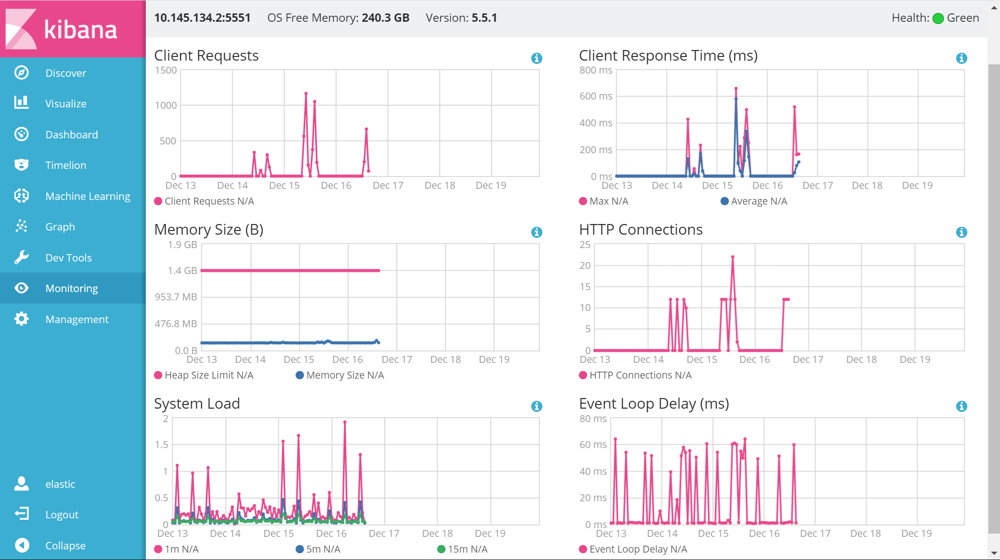 kibana
Discover
Visualize
Dashboard
Timelion
Machine Learning
Graph
Dev Tools
Monitoring
Management
elastic
Logout
Collapse
10.145.134.2:5551 OS Free Memory: 240.3 GB Version: 5.5.1 Health: Green
Client Requests
1500
1000
500
0
Dec 13 Dec 14 Dec 15 Dec 16 Dec 17 Dec 18 Dec 19
Client Requests N/A
Client Response Time (ms)
800 ms
600 ms
400 ms
200 ms
0 ms
Dec 13 Dec 14 Dec 15 Dec 16 Dec 17 Dec 18 Dec 19
Max N/A Average N/A
Memory Size (B)
1.9 GB
1.4 GB
953.7 MB
476.8 MB
0.0 B
Dec 13 Dec 14 Dec 15 Dec 16 Dec 17 Dec 18 Dec 19
Heap Size Limit N/A Memory Size N/A
HTTP Connections
25
20
15
10
5
0
Dec 13 Dec 14 Dec 15 Dec 16 Dec 17 Dec 18 Dec 19
HTTP Connections N/A
System Load
2
1.5
1
0.5
0
Dec 13 Dec 14 Dec 15 Dec 16 Dec 17 Dec 18 Dec 19
1m N/A 5m N/A 15m N/A
Event Loop Delay (ms)
80 ms
60 ms
40 ms
20 ms
0 ms
Dec 13 Dec 14 Dec 15 Dec 16 Dec 17 Dec 18 Dec 19
Event Loop Delay N/A